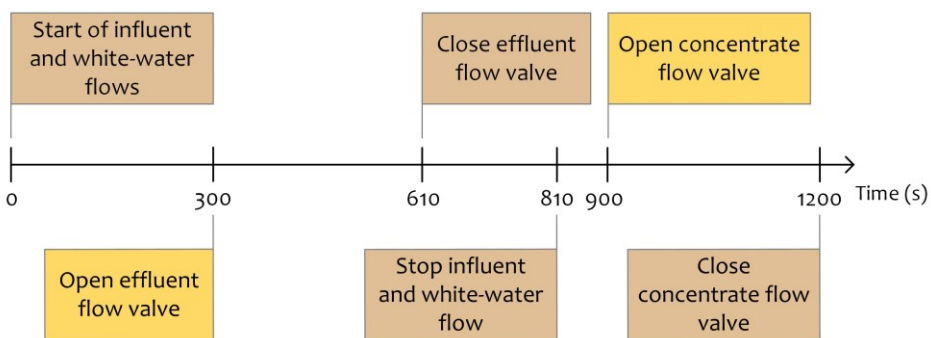 Start of influent
and white-water
flows
Close effluent
flow valve
Open concentrate
flow valve
0
300
610
810
900
1200
Time (s)
Open effluent
flow valve
Stop influent
and white-water
flow
Close
concentrate flow
valve